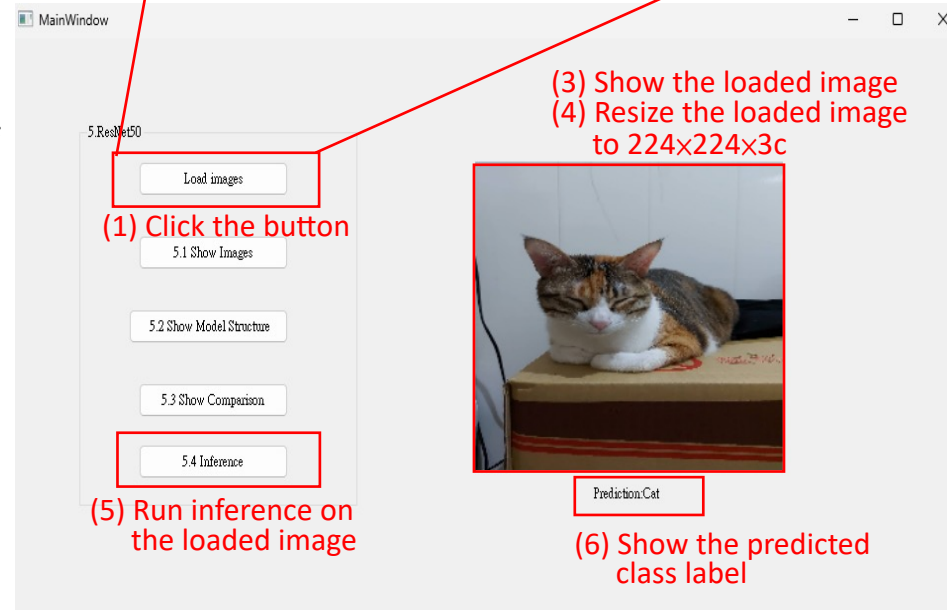 MainWindow
(3) Show the loaded image
(4) Resize the loaded image
to 224×224×3c
5.ResNet50
Load images
(1) Click the button
5.1 Show Images
5.2 Show Model Structure
5.3 Show Comparison
5.4 Inference
(5) Run inference on
the loaded image
Prediction:Cat
(6) Show the predicted
class label